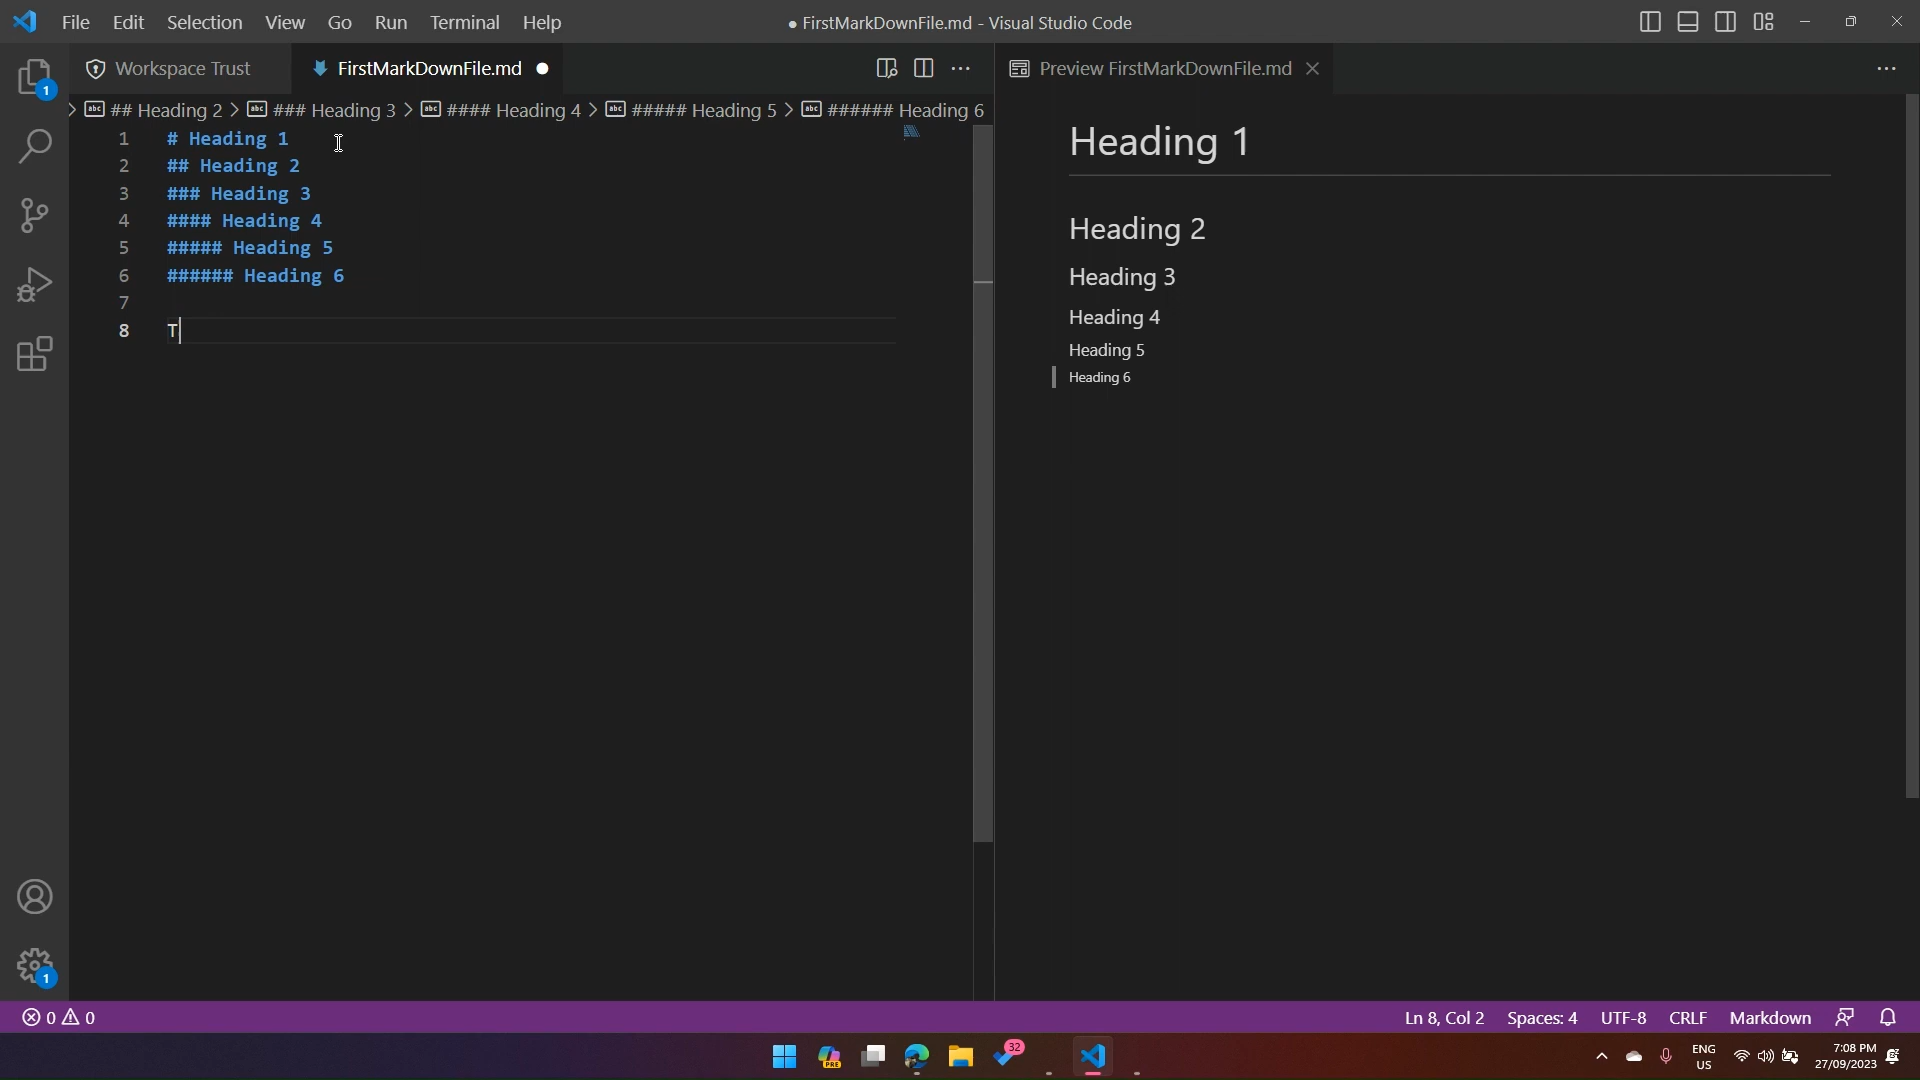 File Edit Selection View Go Run Terminal Help
● FirstMarkDownFile.md - Visual Studio Code
1
Workspace Trust
FirstMarkDownFile.md ●
Preview FirstMarkDownFile.md
> ## Heading 2 > ### Heading 3 > #### Heading 4 > ##### Heading 5 > ###### Heading 6
1 # Heading 1
2 ## Heading 2
3 ### Heading 3
4 #### Heading 4
5 ##### Heading 5
6 ###### Heading 6
7
8 T
Heading 1
Heading 2
Heading 3
Heading 4
Heading 5
Heading 6
1
0 0
Ln 8, Col 2 Spaces: 4 UTF-8 CRLF Markdown
PRE
32
ENG
US
7:08 PM
27/09/2023